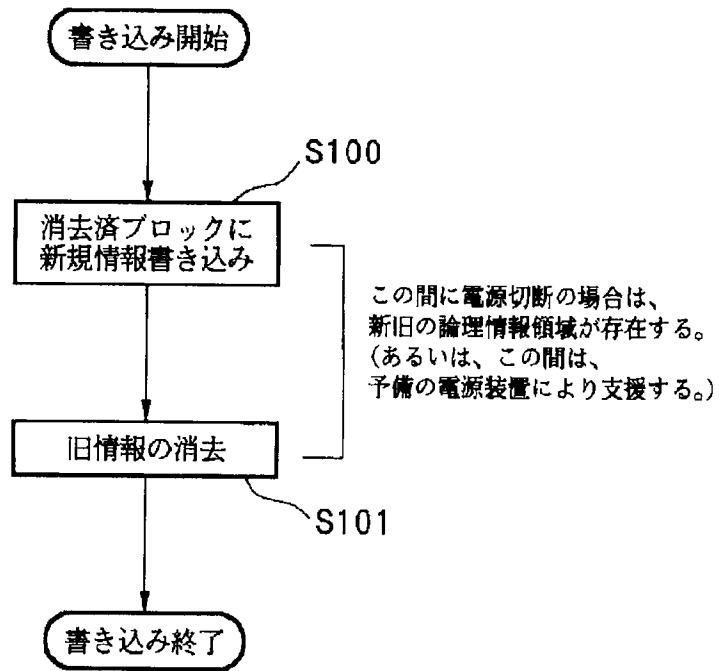 書き込み開始
S100
消去済ブロックに
新規情報書き込み
この間に電源切断の場合は、
新旧の論理情報領域が存在する。
(あるいは、この間は、
予備の電源装置により支援する。)
旧情報の消去
S101
書き込み終了